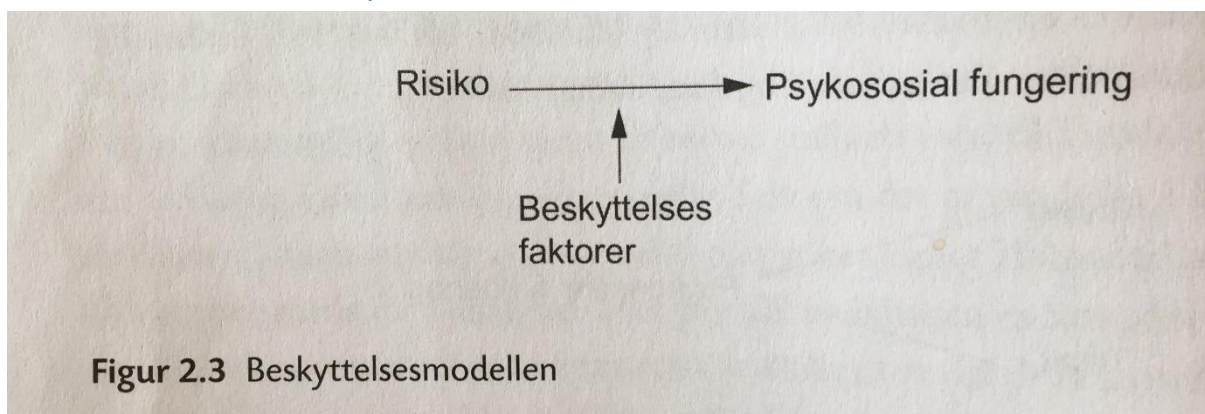 Risiko Psykososial fungering
Beskyttelses
faktorer
Figur 2.3 Beskyttelsesmodellen